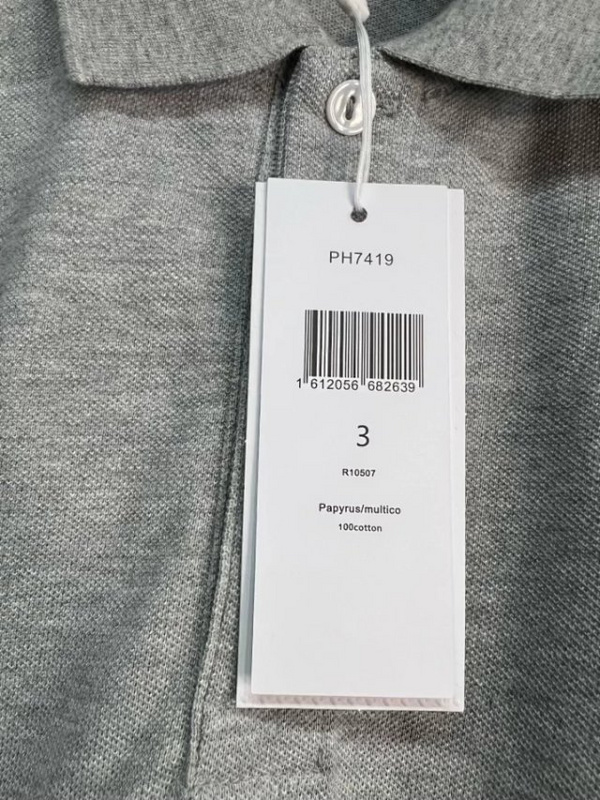 PH7419
1 612056 682639
3
R10507
Papyrus/multico
100cotton